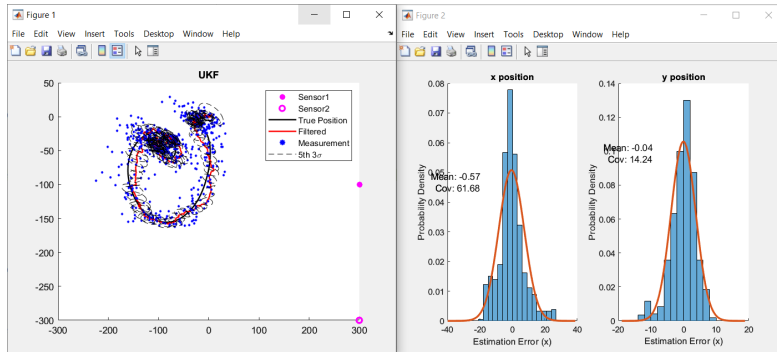 Figure 1
File Edit View Insert Tools Desktop Window Help
UKF
50
0
-50
-100
-150
-200
-250
-300
-300 -200 -100 0 100 200 300
Sensor1
Sensor2
True Position
Filtered
Measurement
5th 3σ
Figure 2
File Edit View Insert Tools Desktop Window Help
x position
Probability Density
0.08
0.07
0.06
0.05
0.04
0.03
0.02
0.01
0
Mean: -0.57
Cov: 61.68
-40 -20 0 20 40
Estimation Error (x)
y position
Probability Density
0.14
0.12
0.08
0.06
0.04
0.02
0
Mean: -0.04
Cov: 14.24
-20 -10 0 10 20
Estimation Error (x)